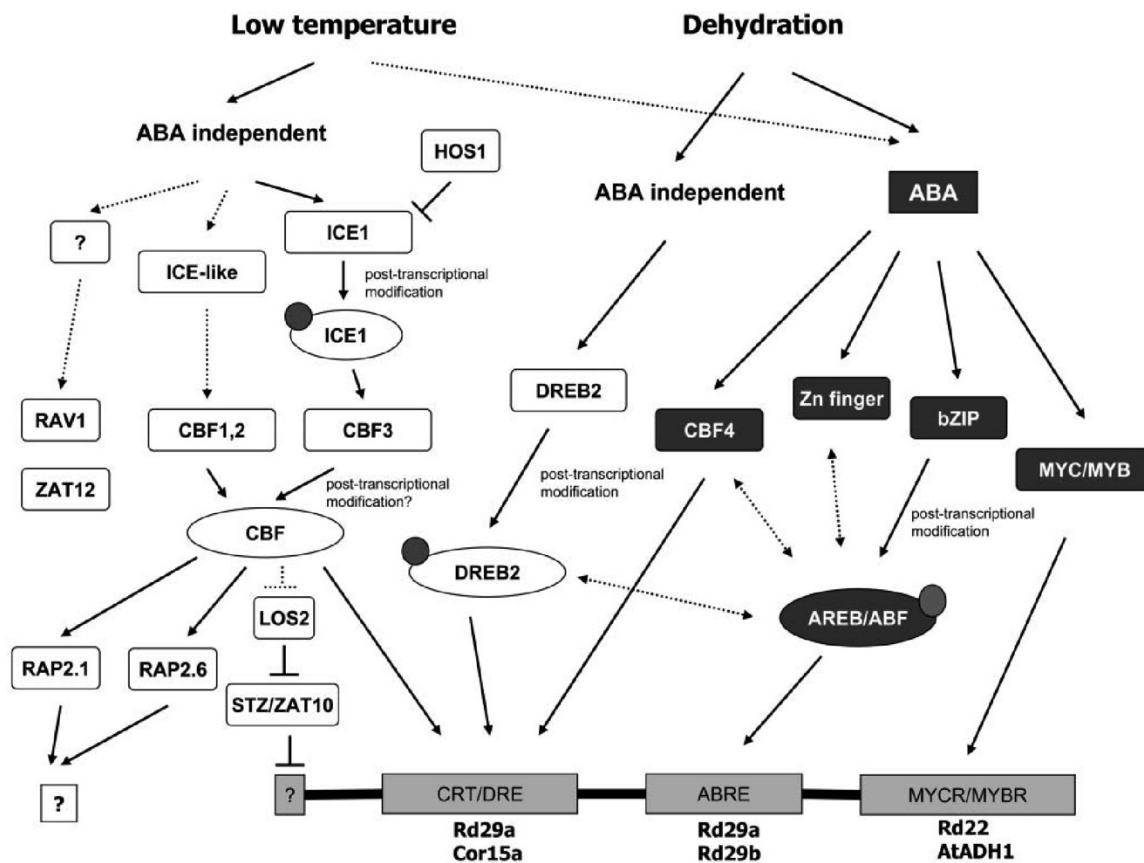 Low temperature
Dehydration
ABA independent
HOS1
ABA independent
ABA
?
ICE-like
ICE1
post-transcriptional
modification
ICE1
RAV1
ZAT12
CBF1,2
CBF3
DREB2
CBF4
Zn finger
bZIP
MYC/MYB
post-transcriptional
modification?
post-transcriptional
modification
post-transcriptional
modification
CBF
DREB2
AREB/ABF
LOS2
RAP2.1
RAP2.6
STZ/ZAT10
?
?
CRT/DRE
ABRE
MYCR/MYBR
Rd29a
Cor15a
Rd29a
Rd29b
Rd22
AtADH1